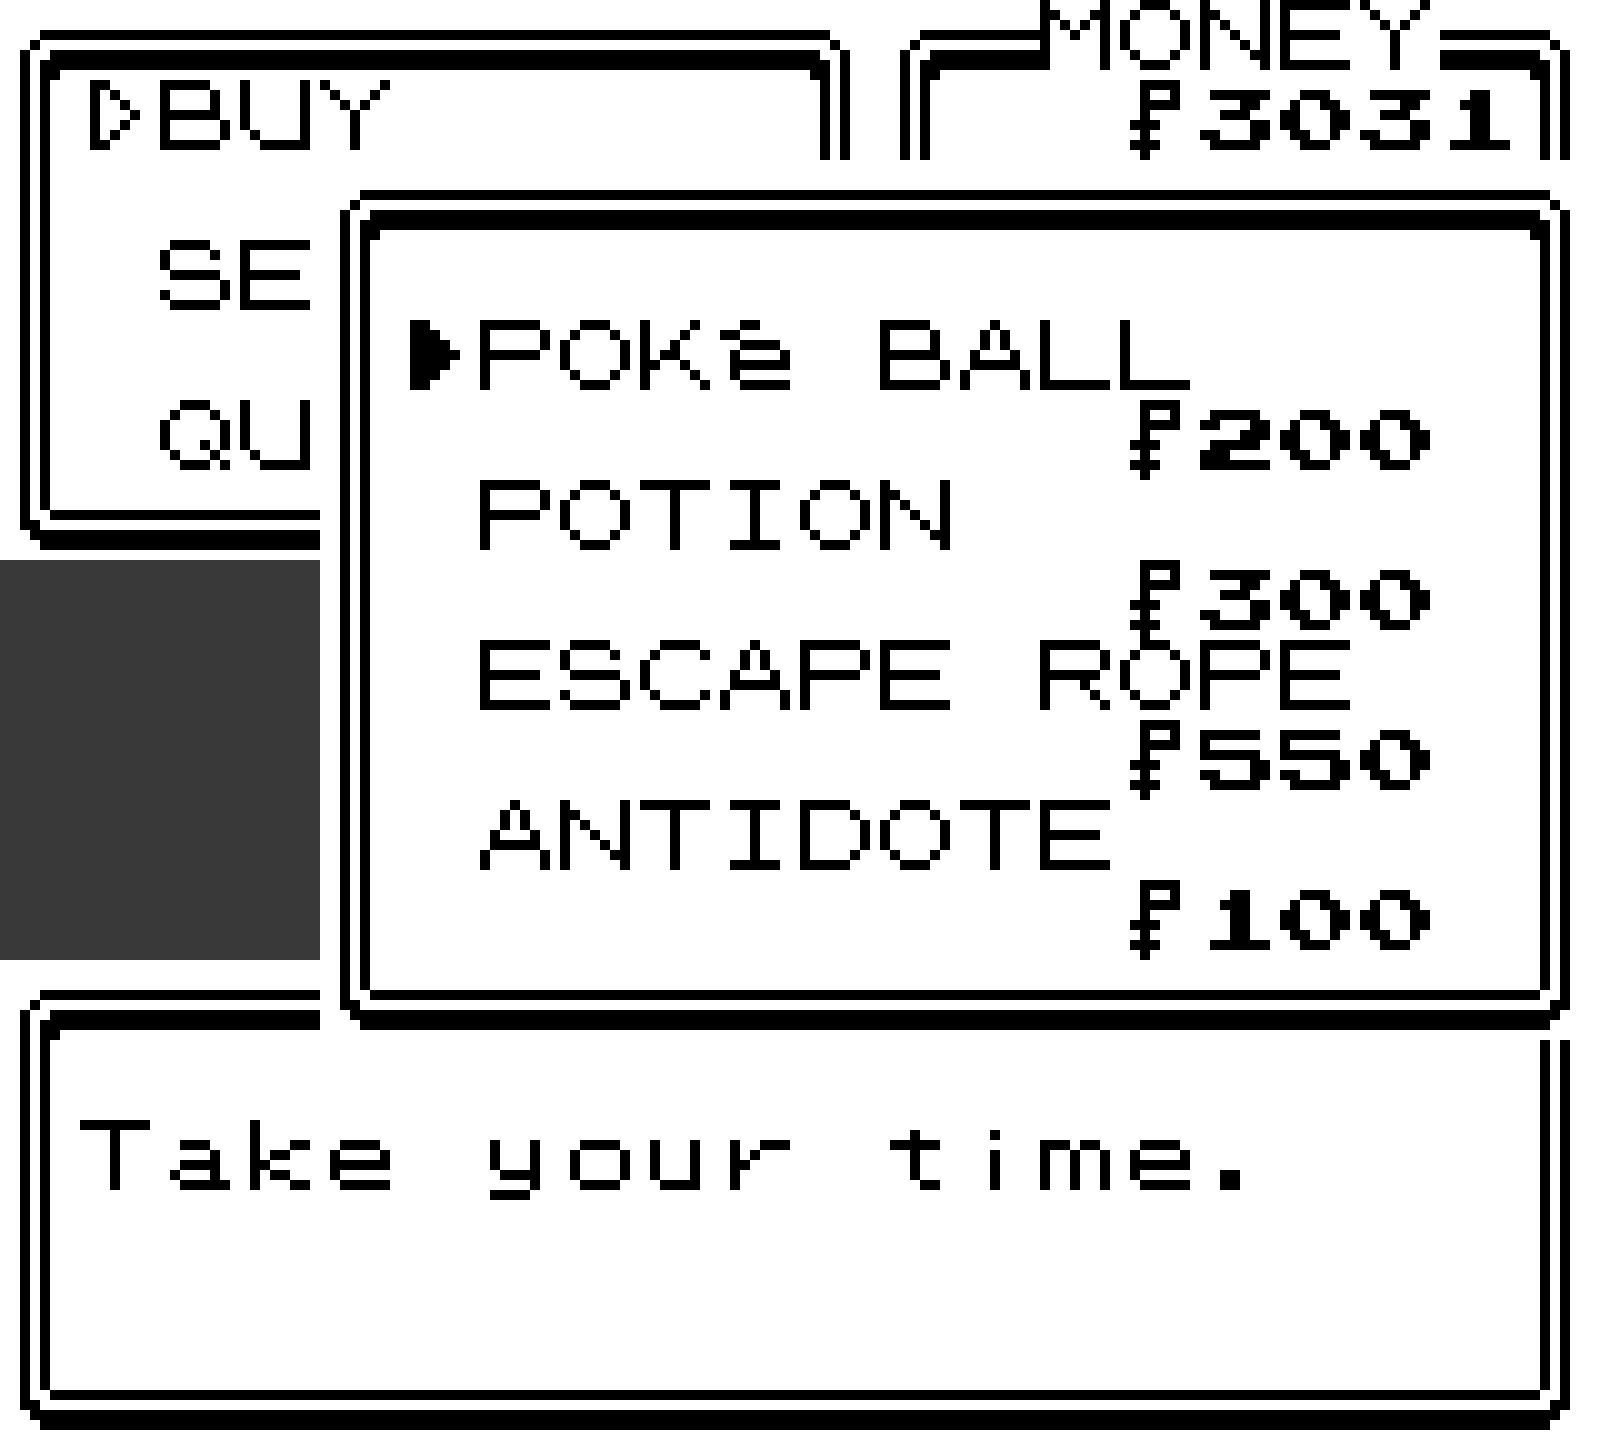 MONEY
▷BUY
₽3031
SE
▶POKé BALL
₽200
QU
POTION
₽300
ESCAPE ROPE
₽550
ANTIDOTE
₽100
Take your time.